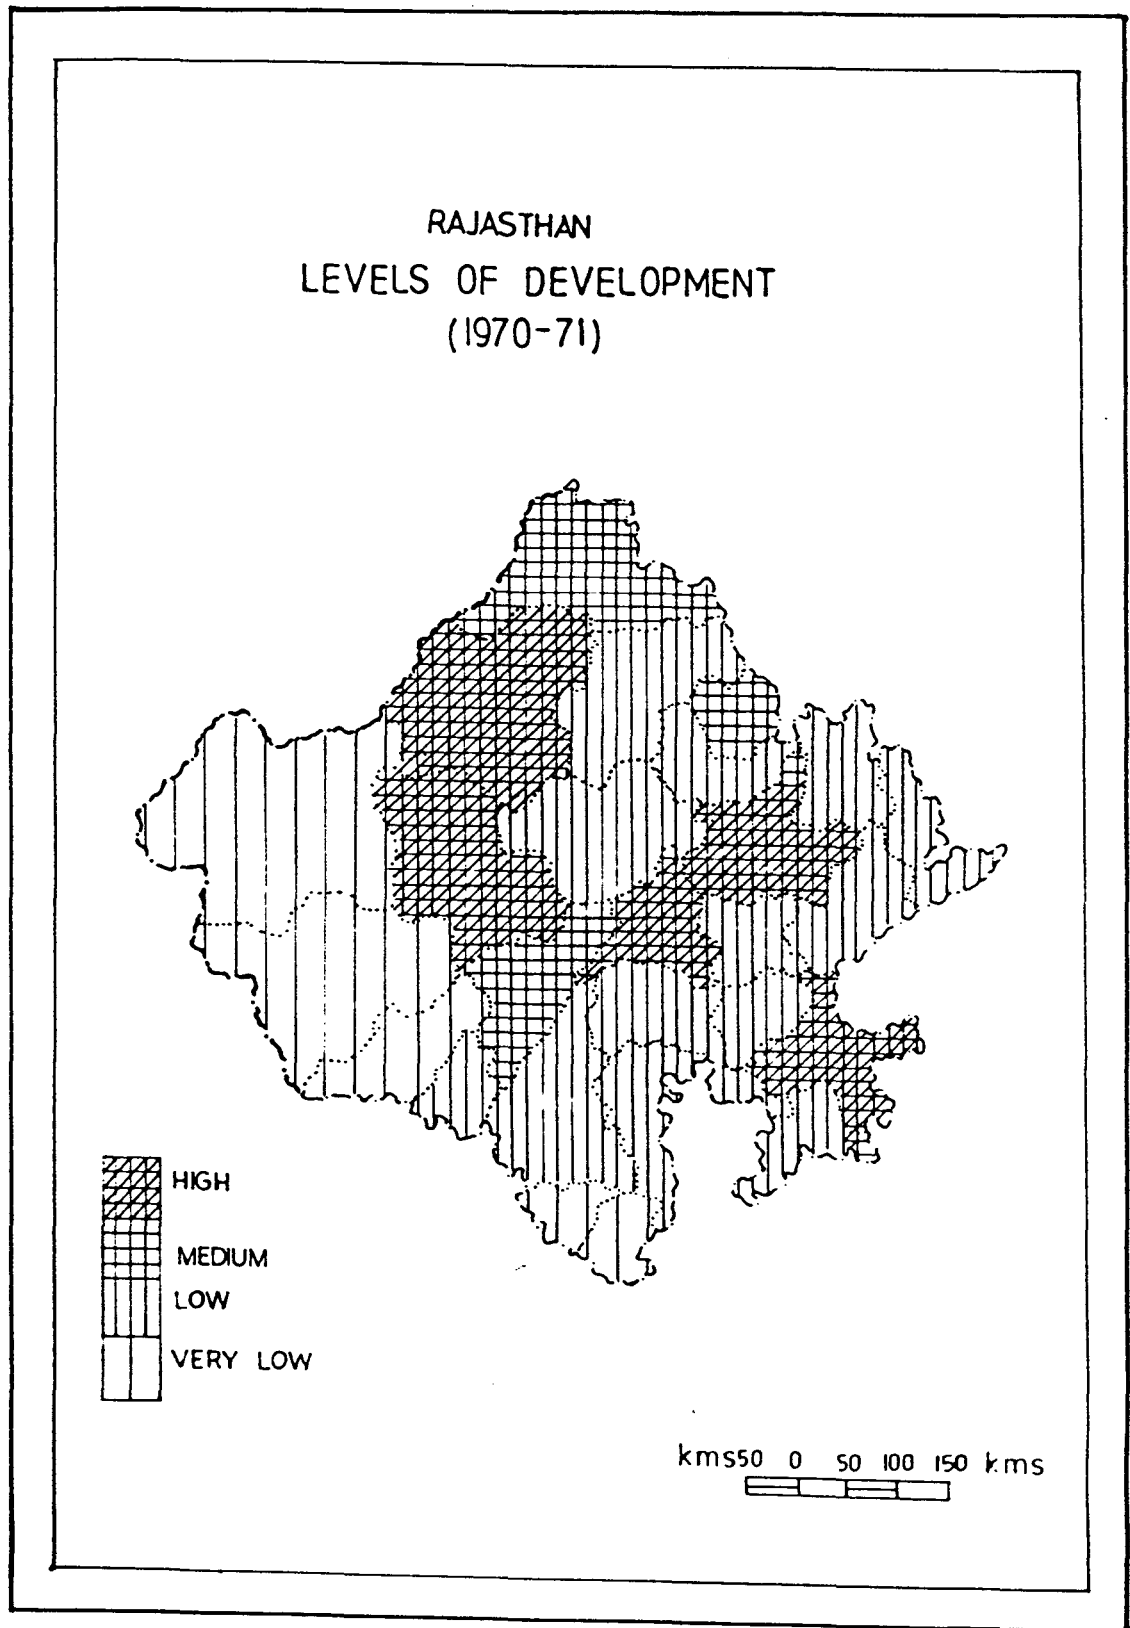 RAJASTHAN
LEVELS OF DEVELOPMENT
(1970-71)
HIGH
MEDIUM
LOW
VERY LOW
kms50 0 50 100 150 kms